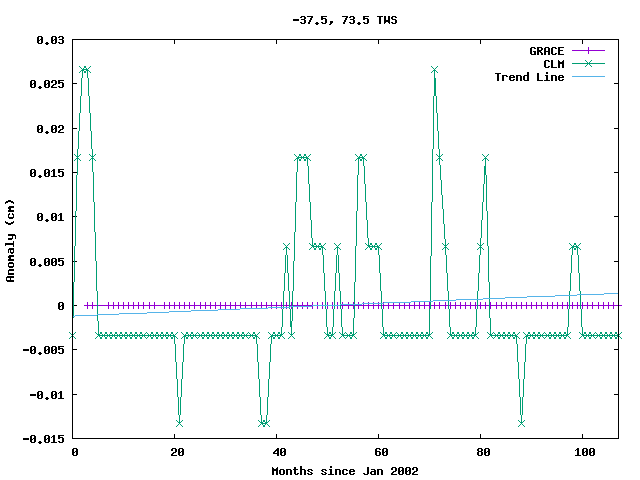 -37.5, 73.5 TWS
0.03
0.025
0.02
0.015
0.01
0.005
0
-0.005
-0.01
-0.015
Anomaly (cm)
GRACE
CLM
Trend Line
0 20 40 60 80 100
Months since Jan 2002